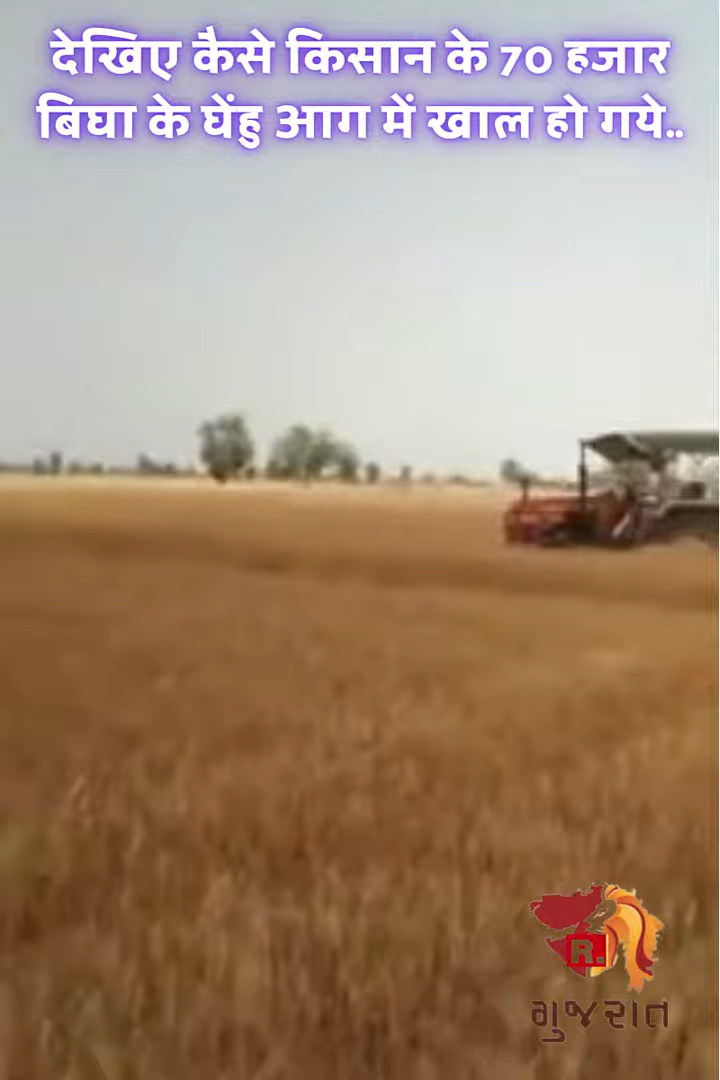 देखिए कैसे किसान के 70 हजार
बिघा के घेंहु आग में खाल हो गये..
R.
ગુજરાત